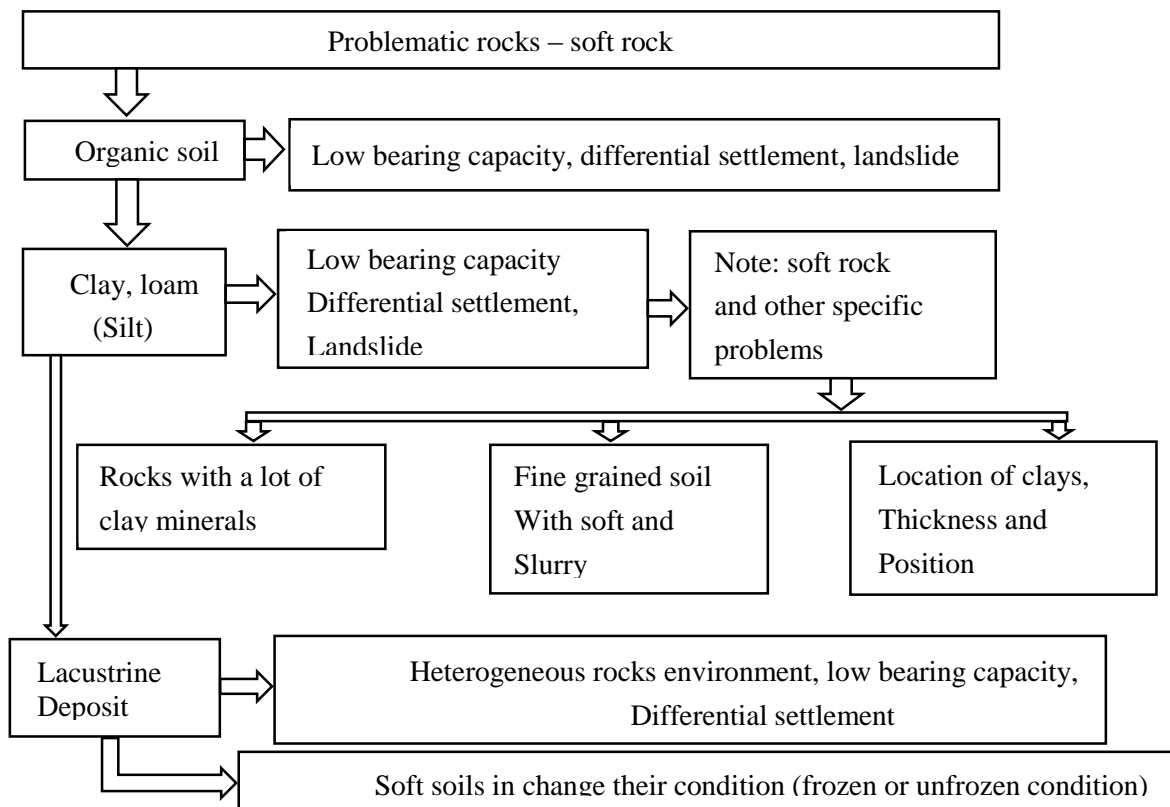 Problematic rocks – soft rock
Organic soil
Low bearing capacity, differential settlement, landslide
Clay, loam
(Silt)
Low bearing capacity
Differential settlement,
Landslide
Note: soft rock
and other specific
problems
Rocks with a lot of
clay minerals
Fine grained soil
With soft and
Slurry
Location of clays,
Thickness and
Position
Lacustrine
Deposit
Heterogeneous rocks environment, low bearing capacity,
Differential settlement
Soft soils in change their condition (frozen or unfrozen condition)